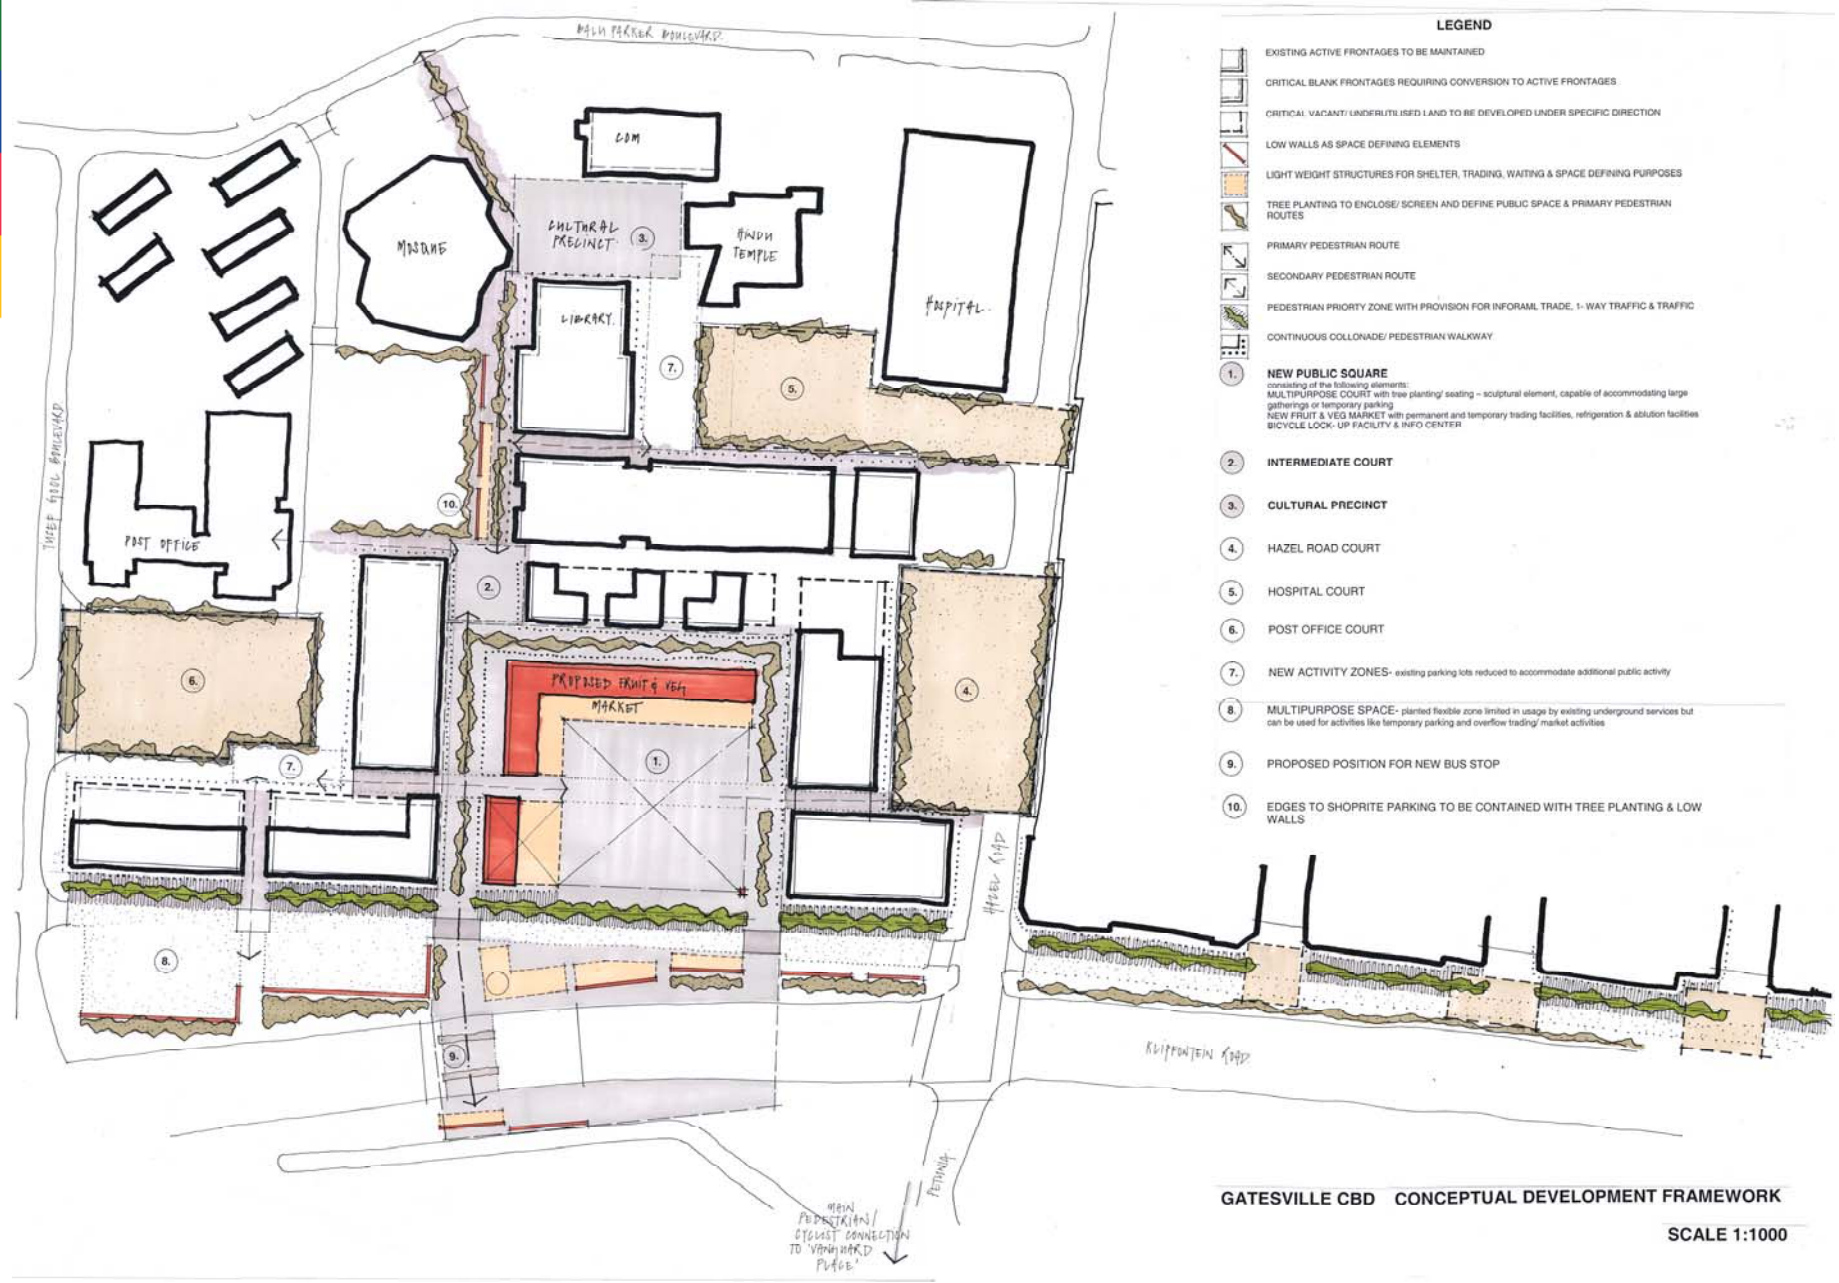 BALU PARKER BOULEVARD.
LEGEND
EXISTING ACTIVE FRONTAGES TO BE MAINTAINED
CRITICAL BLANK FRONTAGES REQUIRING CONVERSION TO ACTIVE FRONTAGES
CRITICAL VACANT/ UNDERUTILISED LAND TO BE DEVELOPED UNDER SPECIFIC DIRECTION
LOW WALLS AS SPACE DEFINING ELEMENTS
LIGHT WEIGHT STRUCTURES FOR SHELTER, TRADING, WAITING & SPACE DEFINING PURPOSES
TREE PLANTING TO ENCLOSE/ SCREEN AND DEFINE PUBLIC SPACE & PRIMARY PEDESTRIAN
ROUTES
PRIMARY PEDESTRIAN ROUTE
SECONDARY PEDESTRIAN ROUTE
PEDESTRIAN PRIORTY ZONE WITH PROVISION FOR INFORAML TRADE, 1- WAY TRAFFIC & TRAFFIC
CONTINUOUS COLLONADE/ PEDESTRIAN WALKWAY
1. NEW PUBLIC SQUARE
consisting of the following elements:
MULTIPURPOSE COURT with tree planting/ seating – sculptural element, capable of accommodating large
gatherings or temporary parking
NEW FRUIT & VEG MARKET with permanent and temporary trading facilities, refrigeration & ablution facilities
BICYCLE LOCK- UP FACILITY & INFO CENTER
2. INTERMEDIATE COURT
3. CULTURAL PRECINCT
4. HAZEL ROAD COURT
5. HOSPITAL COURT
6. POST OFFICE COURT
7. NEW ACTIVITY ZONES- existing parking lots reduced to accommodate additional public activity
8. MULTIPURPOSE SPACE- planted flexible zone limited in usage by existing underground services but
can be used for activities like temporary parking and overflow trading/ market activities
9. PROPOSED POSITION FOR NEW BUS STOP
10. EDGES TO SHOPRITE PARKING TO BE CONTAINED WITH TREE PLANTING & LOW
WALLS
COM
MOSQUE
CULTURAL
PRECINCT. 3.
HINDU
TEMPLE
HOSPITAL.
LIBRARY.
7.
5.
10.
POST OFFICE
2.
6.
4.
PROPOSED FRUIT & VEG
MARKET
1.
7.
8.
9.
HAZEL ROAD
KLIPFONTEIN ROAD
PETUNIA
MAIN
PEDESTRIAN/
CYCLIST CONNECTION
TO 'VANGUARD
PLACE'
GATESVILLE CBD CONCEPTUAL DEVELOPMENT FRAMEWORK
SCALE 1:1000